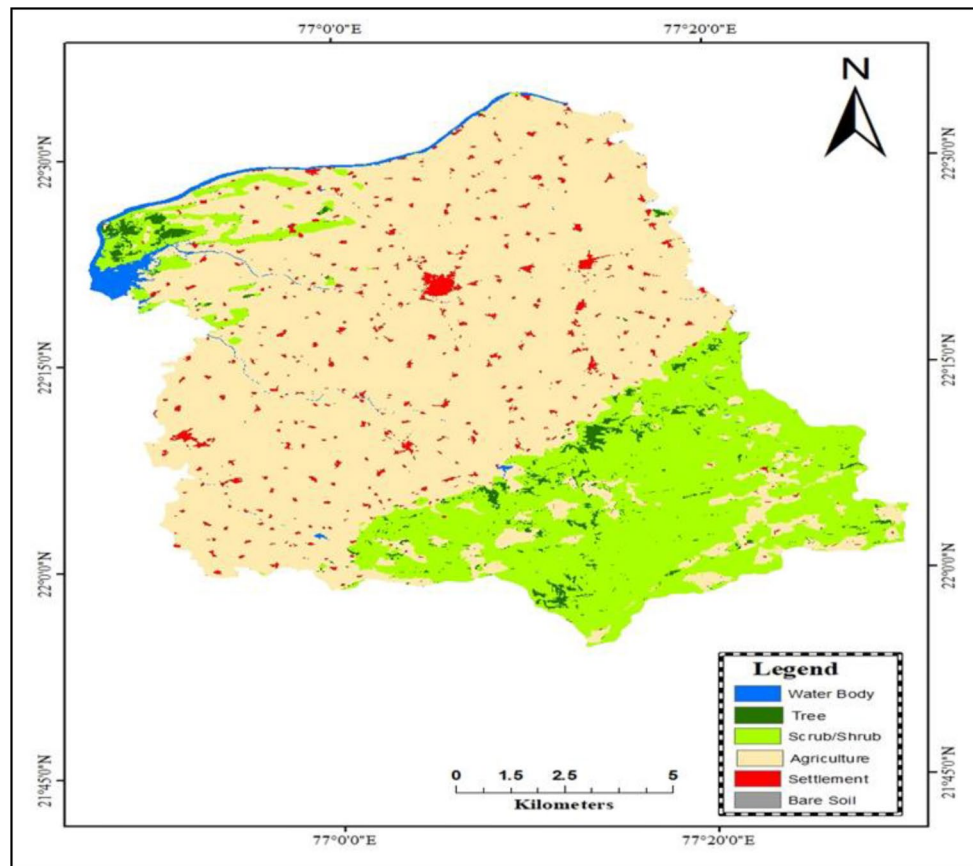 77°0'0"E 77°20'0"E
N
22°30'0"N 22°30'0"N
22°15'0"N 22°15'0"N
22°0'0"N 22°0'0"N
21°45'0"N 21°45'0"N
Legend
Water Body
Tree
Scrub/Shrub
Agriculture
Settlement
Bare Soil
0 1.5 2.5 5
Kilometers
77°0'0"E 77°20'0"E